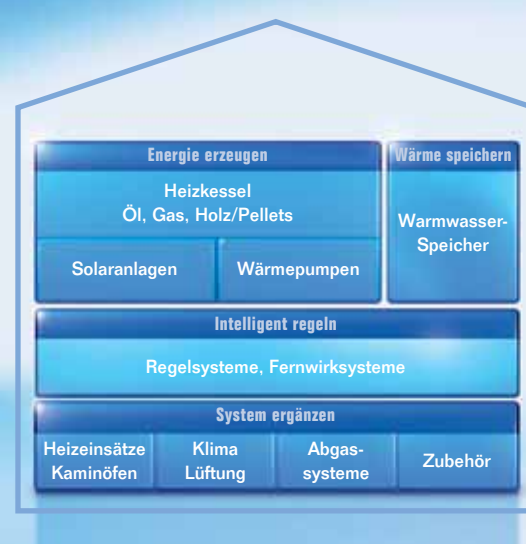 Energie erzeugen
Heizkessel
Öl, Gas, Holz/Pellets
Solaranlagen
Wärmepumpen
Wärme speichern
Warmwasser-
Speicher
Intelligent regeln
Regelsysteme, Fernwirksysteme
System ergänzen
Heizeinsätze
Kaminöfen
Klima
Lüftung
Abgas-
systeme
Zubehör